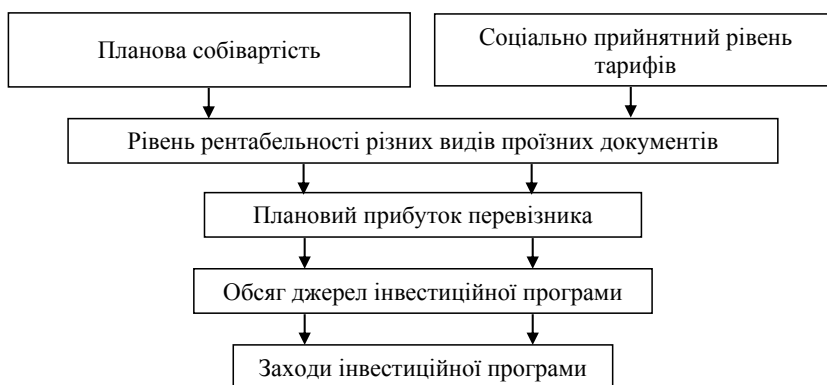 Планова собівартість
Соціально прийнятний рівень
тарифів
Рівень рентабельності різних видів проїзних документів
Плановий прибуток перевізника
Обсяг джерел інвестиційної програми
Заходи інвестиційної програми